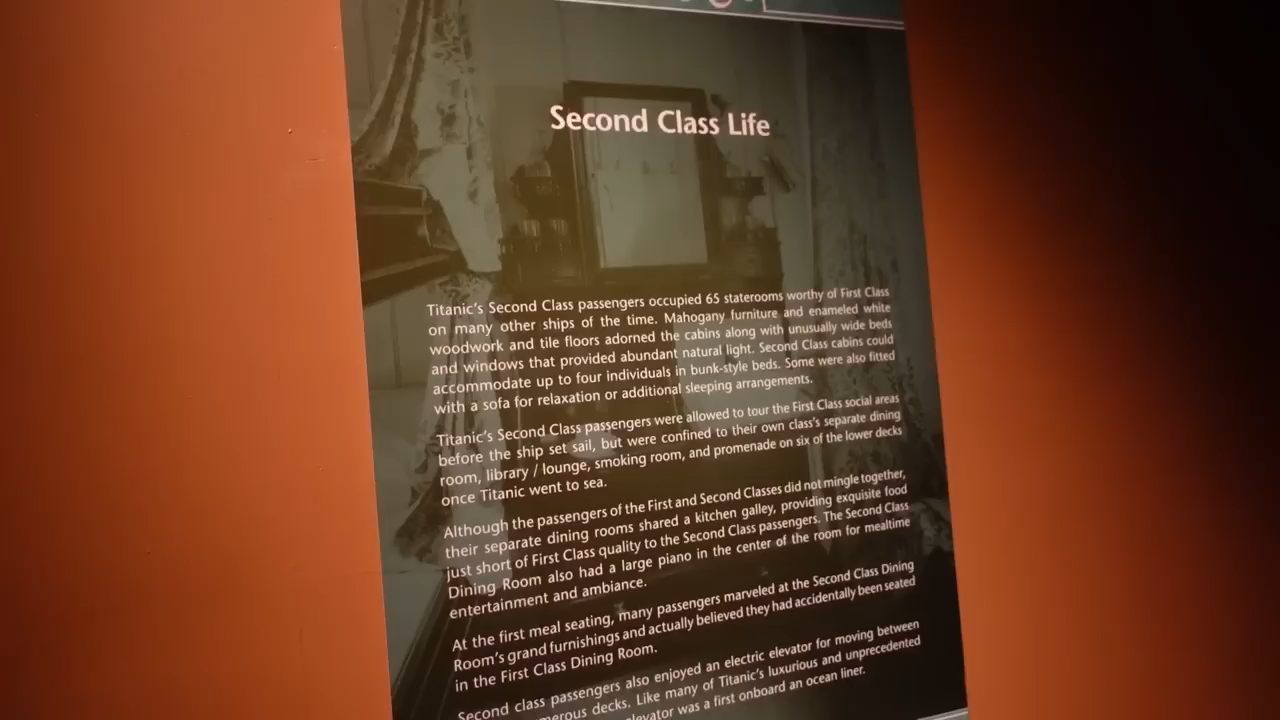 Second Class Life
Titanic's Second Class passengers occupied 65 staterooms worthy of First Class
on many other ships of the time. Mahogany furniture and enameled white
woodwork and tile floors adorned the cabins along with unusually wide beds
and windows that provided abundant natural light. Second Class cabins could
accommodate up to four individuals in bunk-style beds. Some were also fitted
with a sofa for relaxation or additional sleeping arrangements.
Titanic's Second Class passengers were allowed to tour the First Class social areas
before the ship set sail, but were confined to their own class's separate dining
room, library / lounge, smoking room, and promenade on six of the lower decks
once Titanic went to sea.
Although the passengers of the First and Second Classes did not mingle together,
their separate dining rooms shared a kitchen galley, providing exquisite food
just short of First Class quality to the Second Class passengers. The Second Class
Dining Room also had a large piano in the center of the room for mealtime
entertainment and ambiance.
At the first meal seating, many passengers marveled at the Second Class Dining
Room's grand furnishings and actually believed they had accidentally been seated
in the First Class Dining Room.
Second class passengers also enjoyed an electric elevator for moving between
decks. Like many of Titanic's luxurious and unprecedented
elevator was a first onboard an ocean liner.